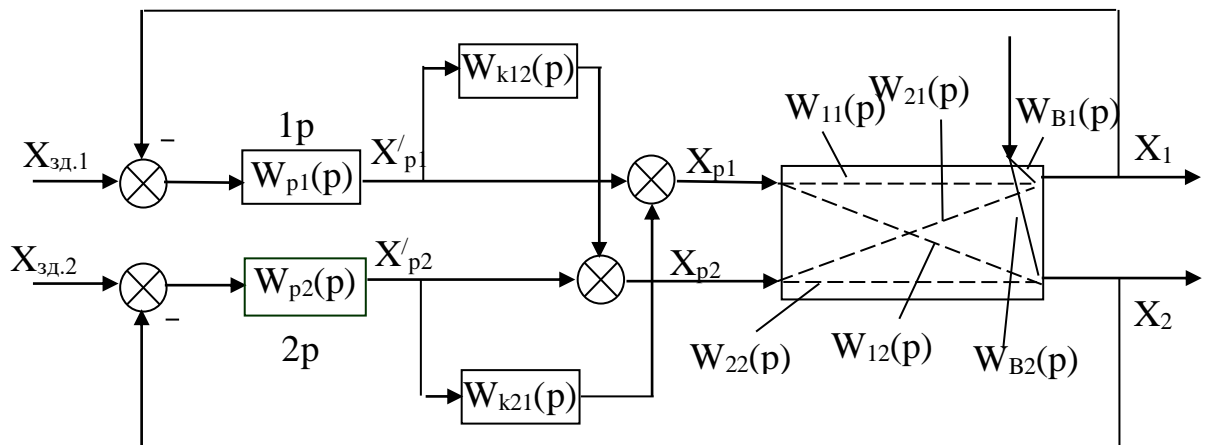 W_k12(p)
W_11(p)
W_21(p)
W_B1(p)
1p
X_зд.1
–
W_p1(p)
X^/_p1
X_p1
X_1
X_зд.2
W_p2(p)
X^/_p2
X_p2
–
X_2
2p
W_22(p)
W_12(p)
W_B2(p)
W_k21(p)